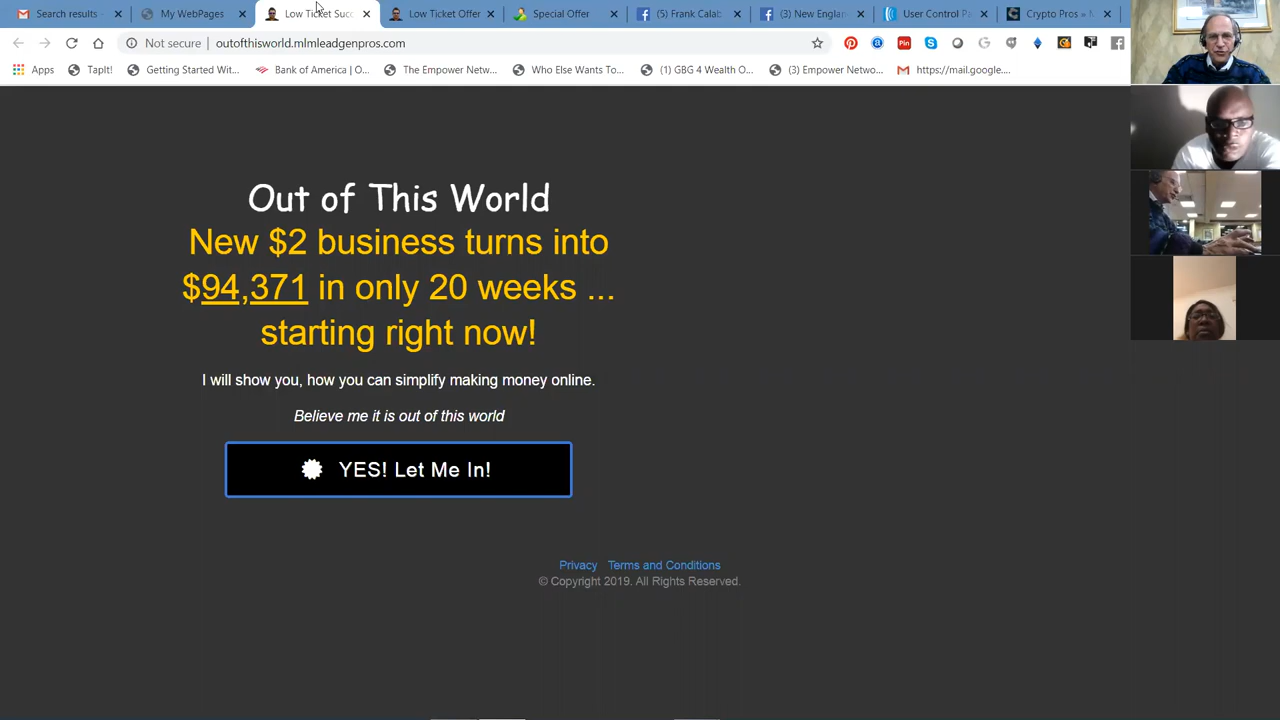 Search results -
My WebPages
Low Ticket Succ
Low Ticket Offer
Special Offer
(5) Frank Calab
(3) New Englan
User Control Pa
Crypto Pros = M
Not secure | outofthisworld.mlmleadgenpros.com
Apps
TapIt!
Getting Started Wit...
Bank of America | O...
The Empower Netw...
Who Else Wants To...
(1) GBG 4 Wealth O...
(3) Empower Netwo...
https://mail.google....
Out of This World
New $2 business turns into
$94,371 in only 20 weeks ...
starting right now!
I will show you, how you can simplify making money online.
Believe me it is out of this world
YES! Let Me In!
Privacy Terms and Conditions
© Copyright 2019. All Rights Reserved.